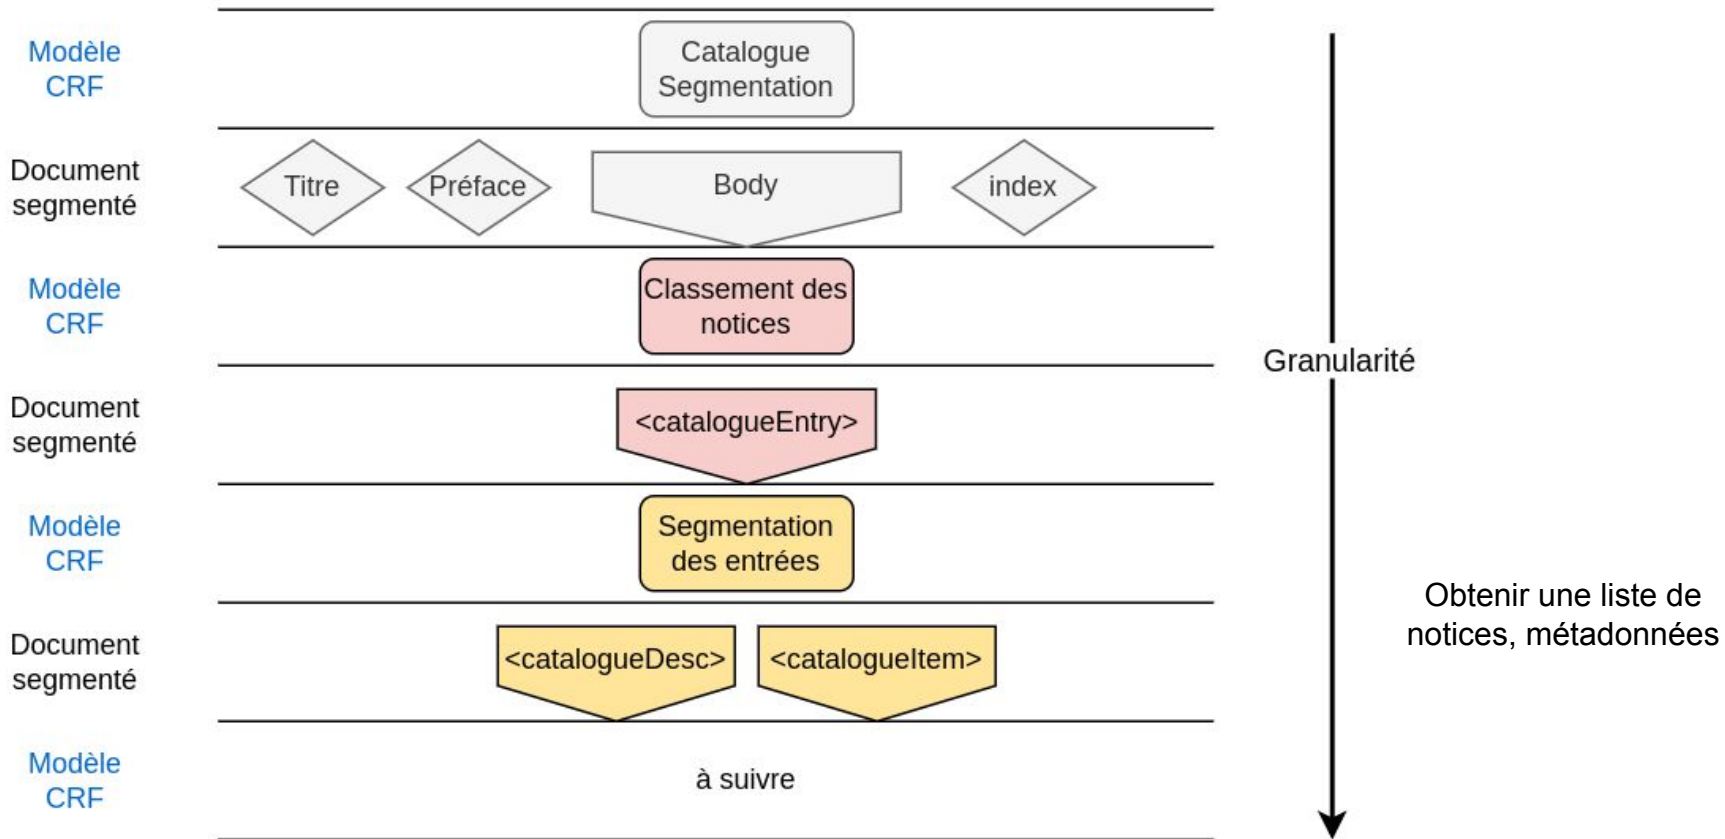 Modèle
CRF
Catalogue
Segmentation
Document
segmenté
Titre
Préface
Body
index
Modèle
CRF
Classement des
notices
Granularité
Document
segmenté
<catalogueEntry>
Modèle
CRF
Segmentation
des entrées
Obtenir une liste de
notices, métadonnées
Document
segmenté
<catalogueDesc>
<catalogueItem>
Modèle
CRF
à suivre